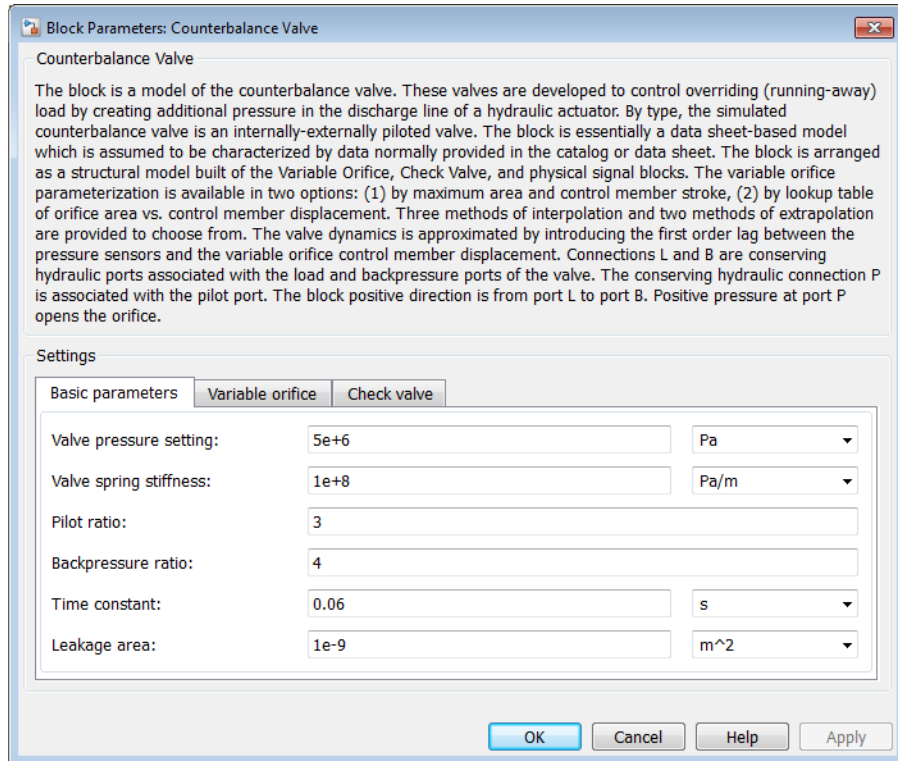 Block Parameters: Counterbalance Valve
Counterbalance Valve
The block is a model of the counterbalance valve. These valves are developed to control overriding (running-away)
load by creating additional pressure in the discharge line of a hydraulic actuator. By type, the simulated
counterbalance valve is an internally-externally piloted valve. The block is essentially a data sheet-based model
which is assumed to be characterized by data normally provided in the catalog or data sheet. The block is arranged
as a structural model built of the Variable Orifice, Check Valve, and physical signal blocks. The variable orifice
parameterization is available in two options: (1) by maximum area and control member stroke, (2) by lookup table
of orifice area vs. control member displacement. Three methods of interpolation and two methods of extrapolation
are provided to choose from. The valve dynamics is approximated by introducing the first order lag between the
pressure sensors and the variable orifice control member displacement. Connections L and B are conserving
hydraulic ports associated with the load and backpressure ports of the valve. The conserving hydraulic connection P
is associated with the pilot port. The block positive direction is from port L to port B. Positive pressure at port P
opens the orifice.
Settings
Basic parameters Variable orifice Check valve
Valve pressure setting: 5e+6 Pa
Valve spring stiffness: 1e+8 Pa/m
Pilot ratio: 3
Backpressure ratio: 4
Time constant: 0.06 s
Leakage area: 1e-9 m^2
OK Cancel Help Apply